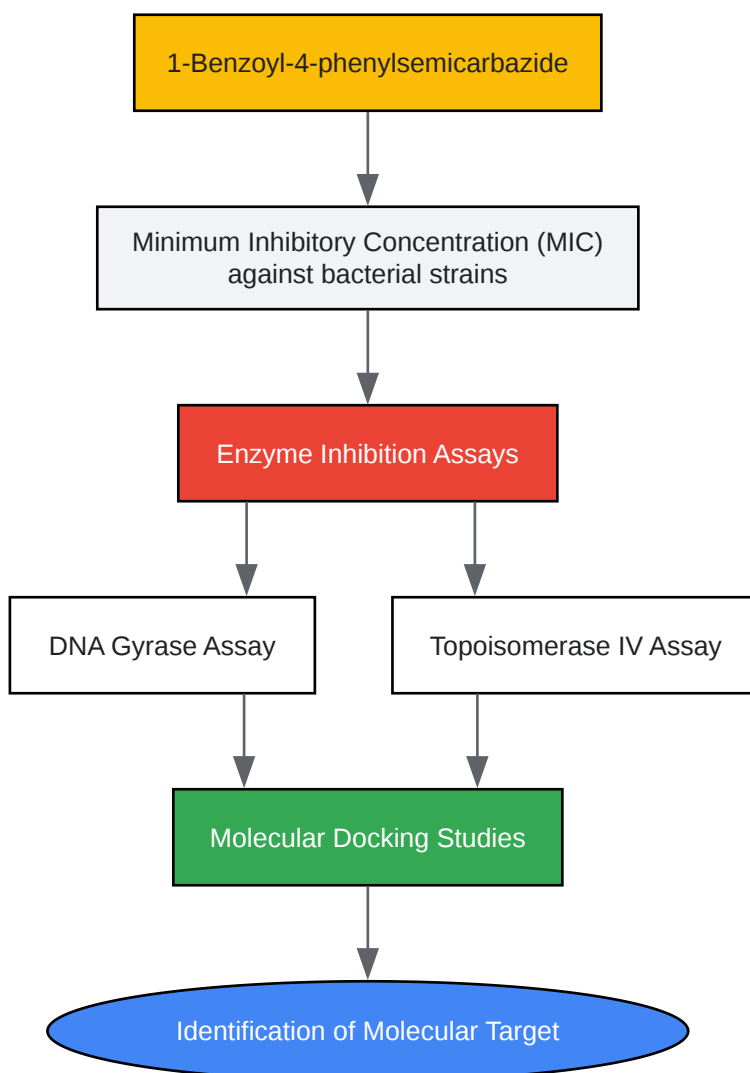 1-Benzoyl-4-phenylsemicarbazide
Minimum Inhibitory Concentration (MIC)
against bacterial strains
Enzyme Inhibition Assays
DNA Gyrase Assay
Topoisomerase IV Assay
Molecular Docking Studies
Identification of Molecular Target